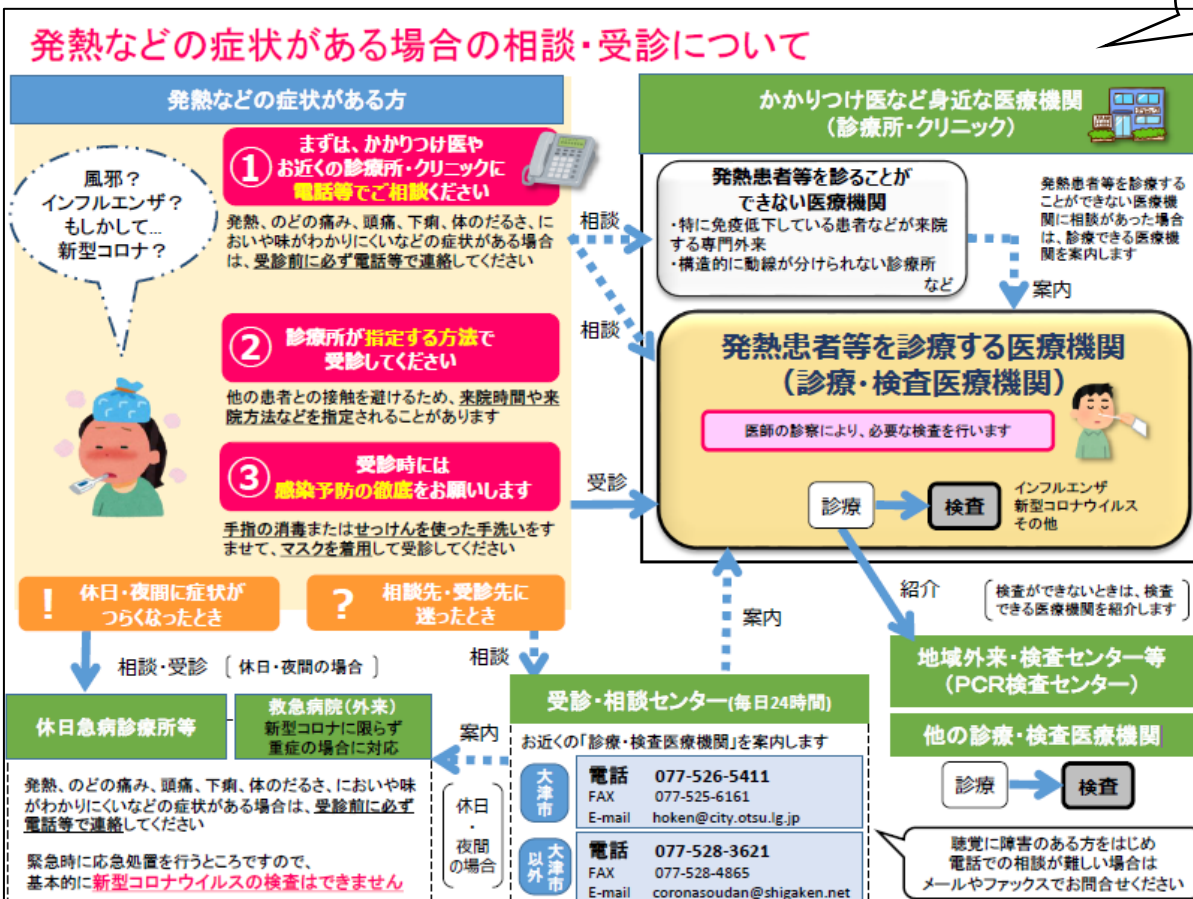 発熱などの症状がある場合の相談・受診について
発熱などの症状がある方
風邪？
インフルエンザ？
もしかして…
新型コロナ？
①
まずは、かかりつけ医や
お近くの診療所・クリニックに
電話等でご相談ください
発熱、のどの痛み、頭痛、下痢、体のだるさ、に
おいや味がわかりにくいなどの症状がある場合
は、受診前に必ず電話等で連絡してください
②
診療所が指定する方法で
受診してください
他の患者との接触を避けるため、来院時間や来
院方法などを指定されることがあります
③
受診時には
感染予防の徹底をお願いします
手指の消毒またはせっけんを使った手洗いをす
ませて、マスクを着用して受診してください
！
休日・夜間に症状が
つらくなったとき
？
相談先・受診先に
迷ったとき
相談
相談
受診
かかりつけ医など身近な医療機関
（診療所・クリニック）
発熱患者等を診ることが
できない医療機関
・特に免疫低下している患者などが来院
する専門外来
・構造的に動線が分けられない診療所
など
発熱患者等を診療する
ことができない医療機
関に相談があった場合
は、診療できる医療機
関を案内します
案内
発熱患者等を診療する医療機関
（診療・検査医療機関）
医師の診察により、必要な検査を行います
診療
検査
インフルエンザ
新型コロナウイルス
その他
案内
紹介
検査ができないときは、検査
できる医療機関を紹介します
地域外来・検査センター等
（PCR検査センター）
他の診療・検査医療機関
診療
検査
相談・受診
休日・夜間の場合
相談
休日急病診療所等
救急病院（外来）
新型コロナに限らず
重症の場合に対応
発熱、のどの痛み、頭痛、下痢、体のだるさ、においや味
がわかりにくいなどの症状がある場合は、受診前に必ず
電話等で連絡してください
緊急時に応急処置を行うところですので、
基本的に新型コロナウイルスの検査はできません
案内
休日
・
夜間
の場合
受診・相談センター(毎日24時間)
お近くの「診療・検査医療機関」を案内します
大津市
電話 077-526-5411
FAX 077-525-6161
E-mail hoken@city.otsu.lg.jp
大津市以外
電話 077-528-3621
FAX 077-528-4865
E-mail coronasoudan@shigaken.net
聴覚に障害のある方をはじめ
電話での相談が難しい場合は
メールやファックスでお問合せください